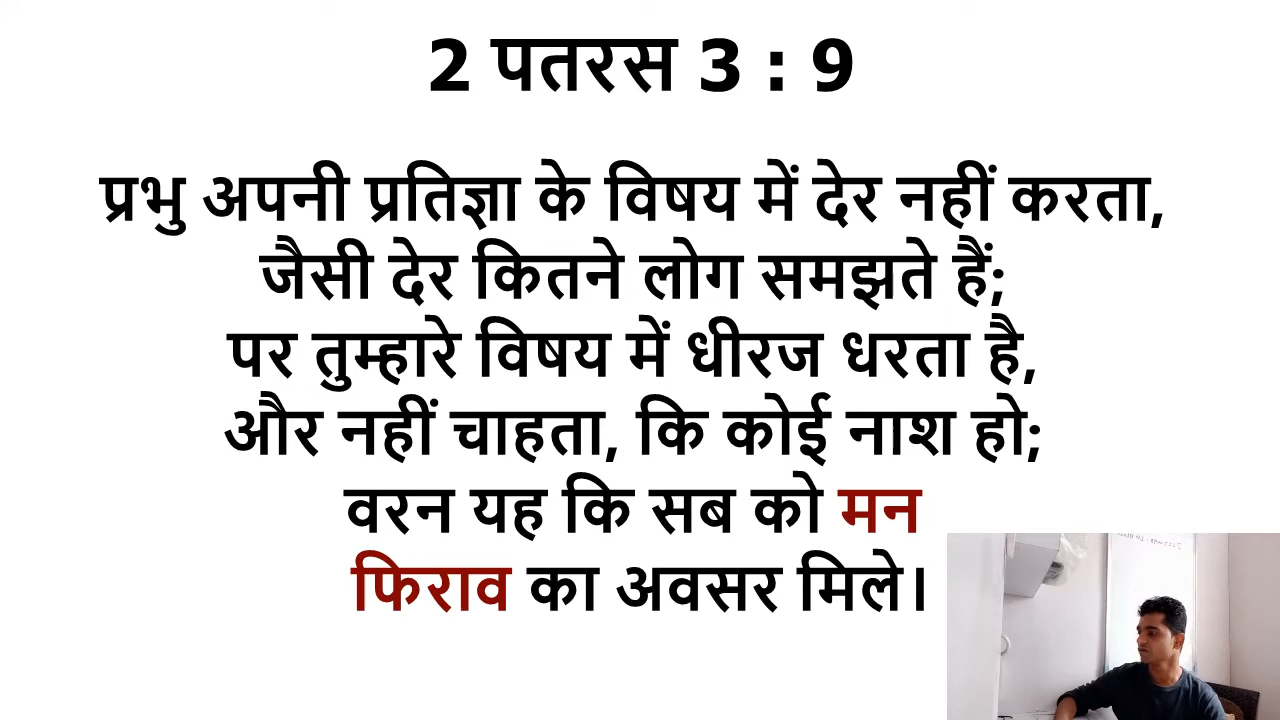 2 पतरस 3 : 9
प्रभु अपनी प्रतिज्ञा के विषय में देर नहीं करता,
जैसी देर कितने लोग समझते हैं;
पर तुम्हारे विषय में धीरज धरता है,
और नहीं चाहता, कि कोई नाश हो;
वरन यह कि सब को मन
फिराव का अवसर मिले।